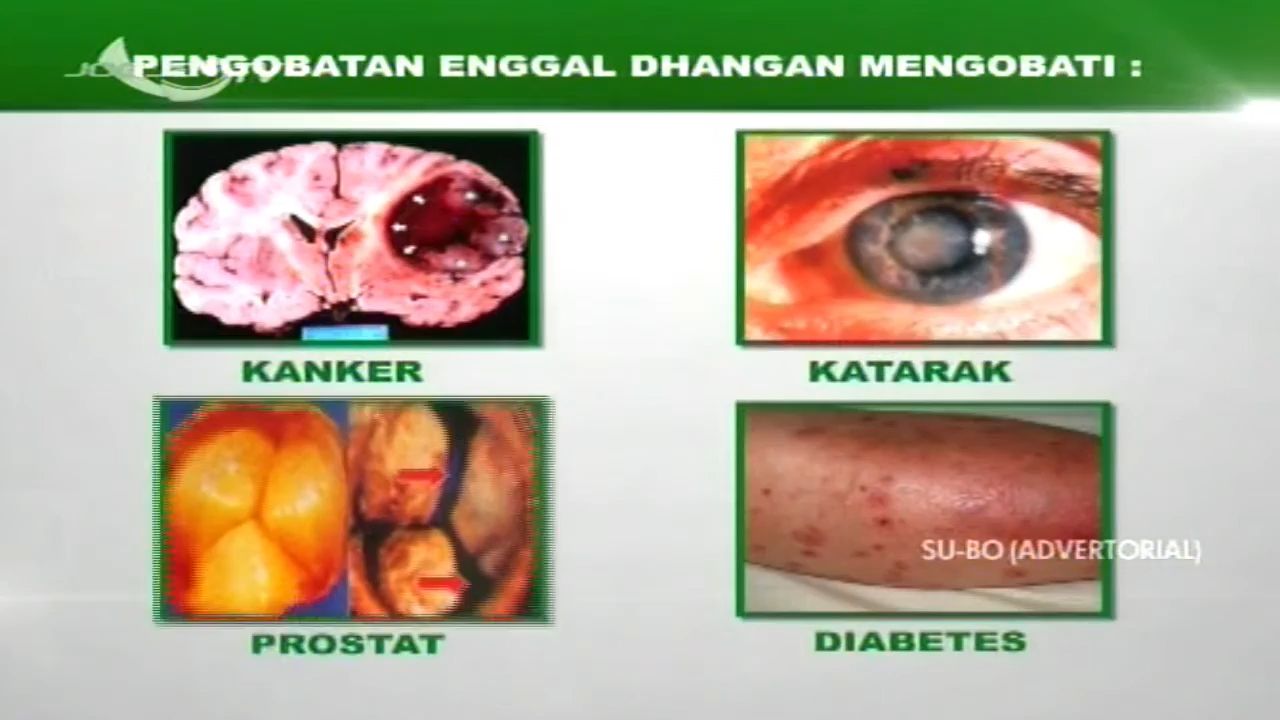 PENGOBATAN ENGGAL DHANGAN MENGOBATI :
KANKER
KATARAK
PROSTAT
DIABETES
SU-BO (ADVERTORIAL)